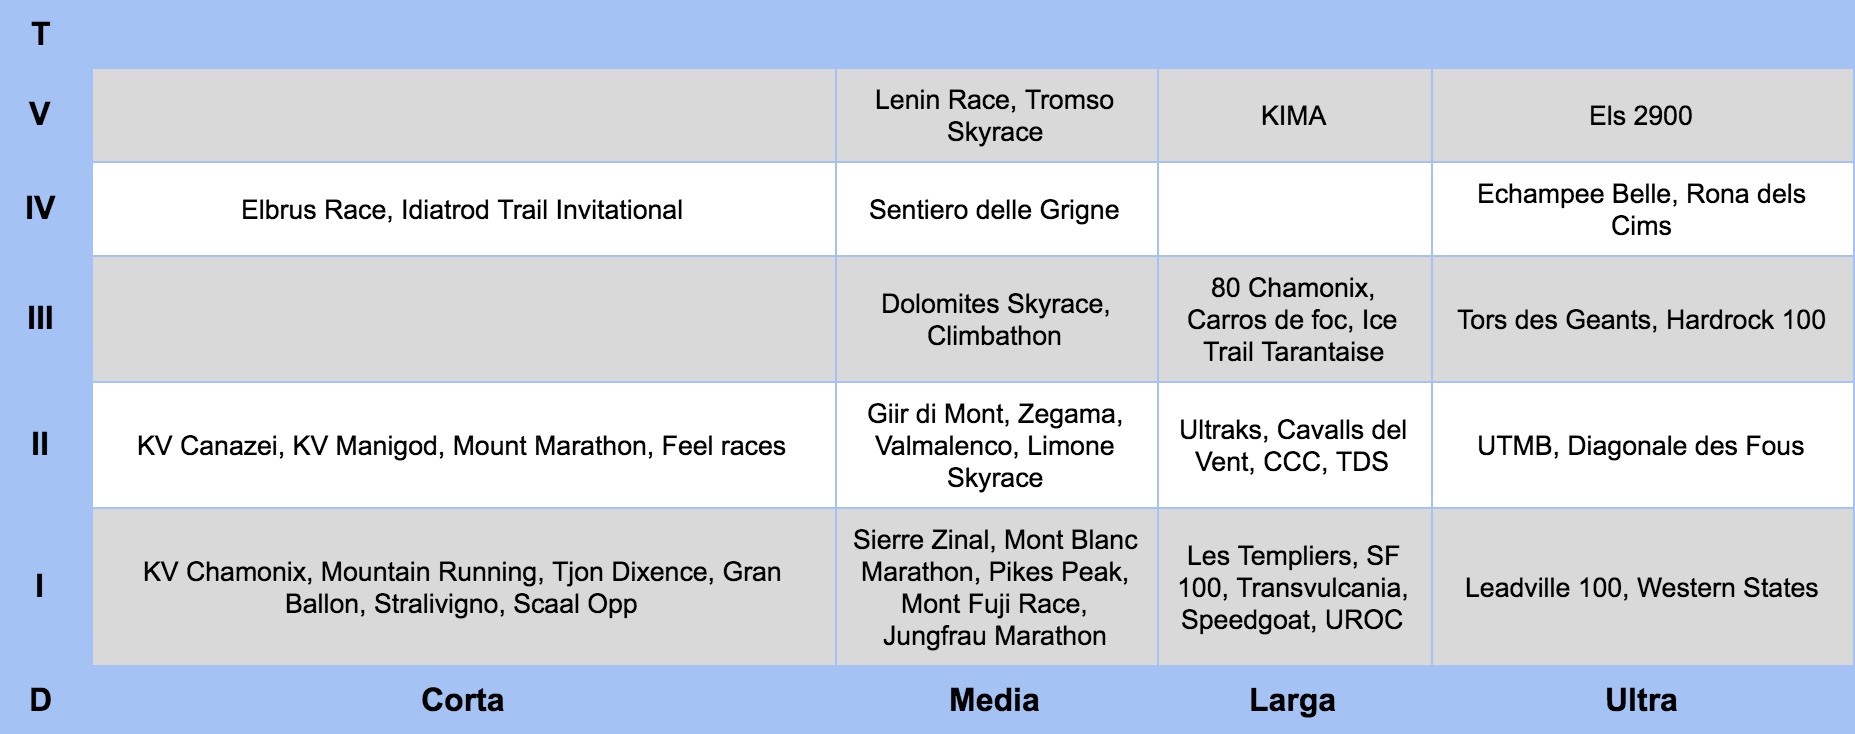 T
V
Lenin Race, Tromso
Skyrace
KIMA
Els 2900
IV
Elbrus Race, Idiatrod Trail Invitational
Sentiero delle Grigne
Echampee Belle, Rona dels
Cims
III
Dolomites Skyrace,
Climbathon
80 Chamonix,
Carros de foc, Ice
Trail Tarantaise
Tors des Geants, Hardrock 100
II
KV Canazei, KV Manigod, Mount Marathon, Feel races
Giir di Mont, Zegama,
Valmalenco, Limone
Skyrace
Ultraks, Cavalls del
Vent, CCC, TDS
UTMB, Diagonale des Fous
I
KV Chamonix, Mountain Running, Tjon Dixence, Gran
Ballon, Stralivigno, Scaal Opp
Sierre Zinal, Mont Blanc
Marathon, Pikes Peak,
Mont Fuji Race,
Jungfrau Marathon
Les Templiers, SF
100, Transvulcania,
Speedgoat, UROC
Leadville 100, Western States
D
Corta
Media
Larga
Ultra